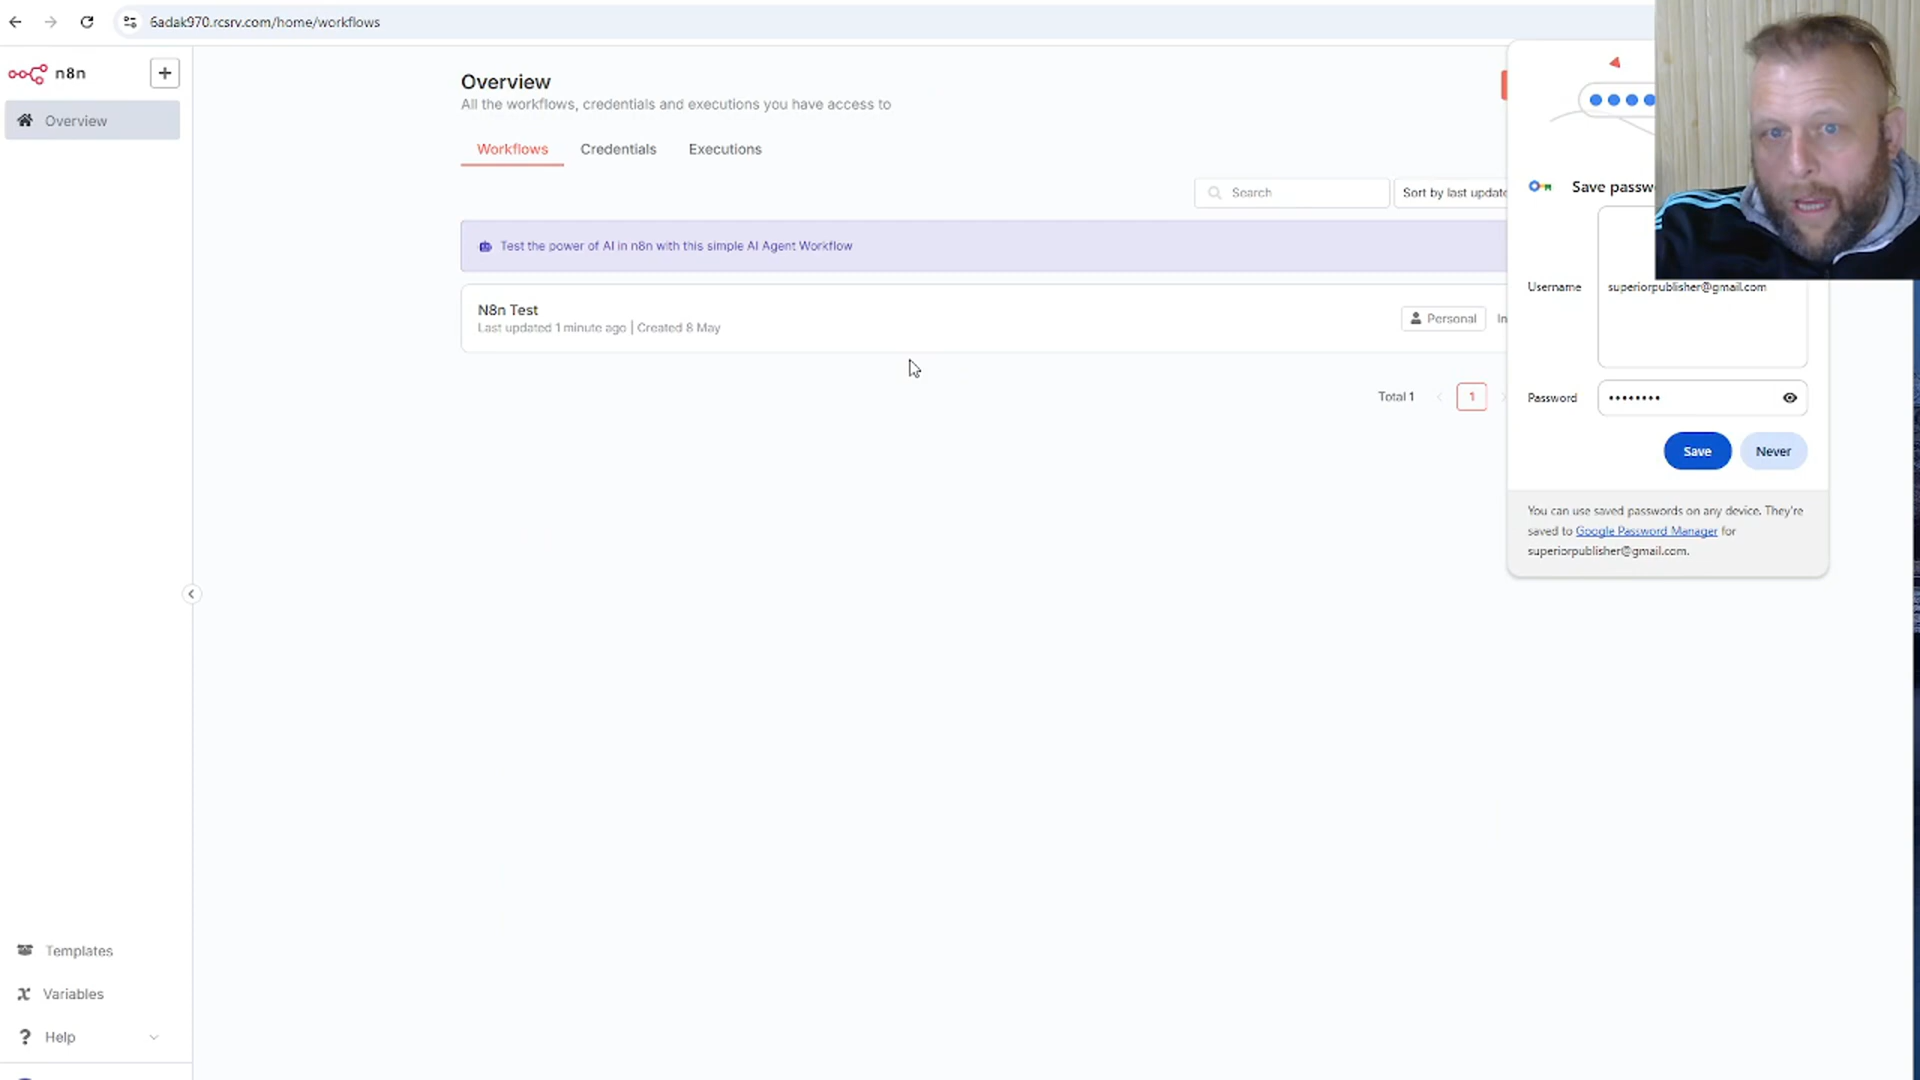 6adak970.rcsrv.com/home/workflows
n8n
Overview
Overview
All the workflows, credentials and executions you have access to
Workflows
Credentials
Executions
Search
Sort by last update
Test the power of AI in n8n with this simple AI Agent Workflow
N8n Test
Last updated 1 minute ago | Created 8 May
Personal
In
Total 1
1
Save passw
Username
superiorpublisher@gmail.com
Password
Save
Never
You can use saved passwords on any device. They're
saved to Google Password Manager for
superiorpublisher@gmail.com.
Templates
Variables
Help